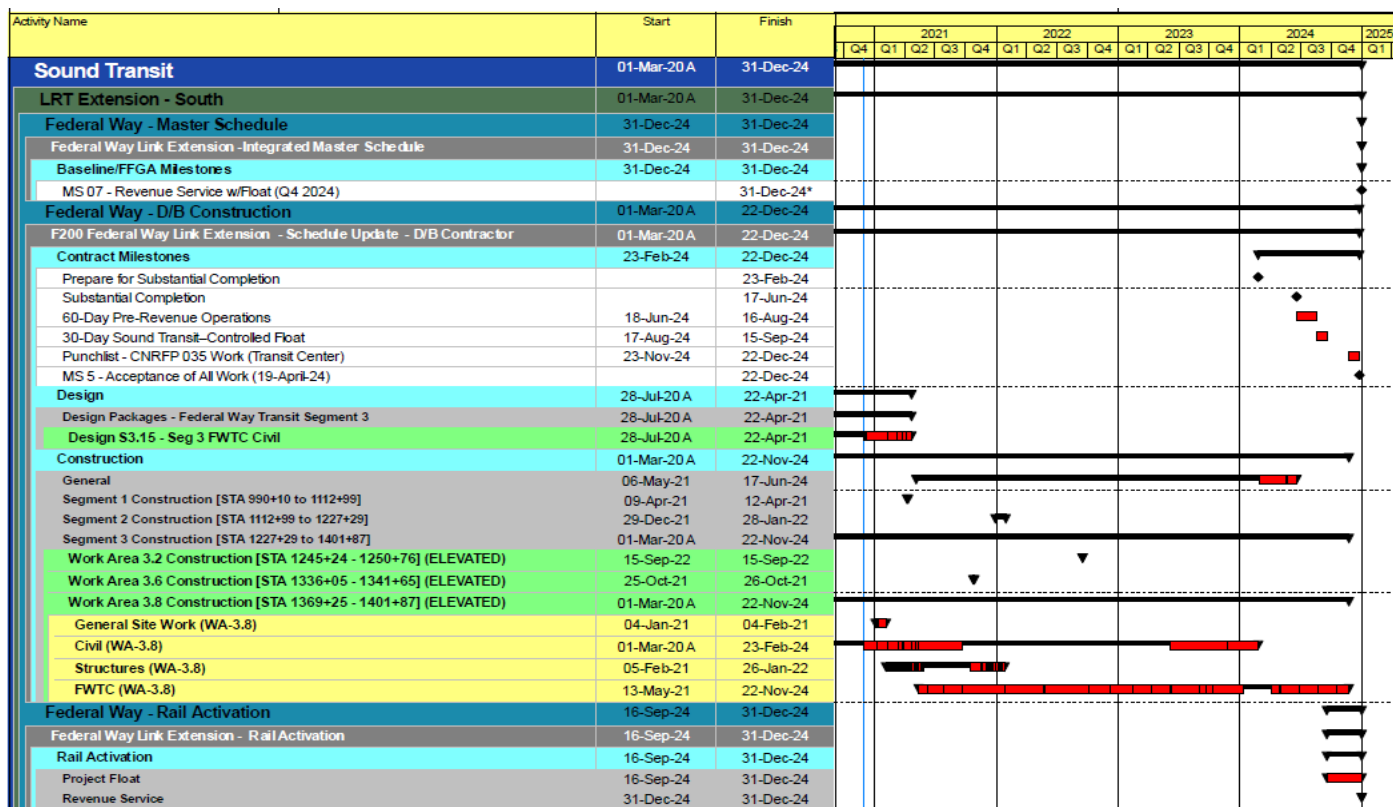 Activity Name Start Finish
2021 2022 2023 2024 2025
Q4 Q1 Q2 Q3 Q4 Q1 Q2 Q3 Q4 Q1 Q2 Q3 Q4 Q1 Q2 Q3 Q4 Q1
Sound Transit 01-Mar-20 A 31-Dec-24
LRT Extension - South 01-Mar-20 A 31-Dec-24
Federal Way - Master Schedule 31-Dec-24 31-Dec-24
Federal Way Link Extension -Integrated Master Schedule 31-Dec-24 31-Dec-24
Baseline/FFGA Milestones 31-Dec-24 31-Dec-24
MS 07 - Revenue Service w/Float (Q4 2024) 31-Dec-24*
Federal Way - D/B Construction 01-Mar-20 A 22-Dec-24
F200 Federal Way Link Extension - Schedule Update - D/B Contractor 01-Mar-20 A 22-Dec-24
Contract Milestones 23-Feb-24 22-Dec-24
Prepare for Substantial Completion 23-Feb-24
Substantial Completion 17-Jun-24
60-Day Pre-Revenue Operations 18-Jun-24 16-Aug-24
30-Day Sound Transit--Controlled Float 17-Aug-24 15-Sep-24
Punchlist - CNRFP 035 Work (Transit Center) 23-Nov-24 22-Dec-24
MS 5 - Acceptance of All Work (19-April-24) 22-Dec-24
Design 28-Jul-20 A 22-Apr-21
Design Packages - Federal Way Transit Segment 3 28-Jul-20 A 22-Apr-21
Design S3.15 - Seg 3 FWTC Civil 28-Jul-20 A 22-Apr-21
Construction 01-Mar-20 A 22-Nov-24
General 06-May-21 17-Jun-24
Segment 1 Construction [STA 990+10 to 1112+99] 09-Apr-21 12-Apr-21
Segment 2 Construction [STA 1112+99 to 1227+29] 29-Dec-21 28-Jan-22
Segment 3 Construction [STA 1227+29 to 1401+87] 01-Mar-20 A 22-Nov-24
Work Area 3.2 Construction [STA 1245+24 - 1250+76] (ELEVATED) 15-Sep-22 15-Sep-22
Work Area 3.6 Construction [STA 1336+05 - 1341+65] (ELEVATED) 25-Oct-21 26-Oct-21
Work Area 3.8 Construction [STA 1369+25 - 1401+87] (ELEVATED) 01-Mar-20 A 22-Nov-24
General Site Work (WA-3.8) 04-Jan-21 04-Feb-21
Civil (WA-3.8) 01-Mar-20 A 23-Feb-24
Structures (WA-3.8) 05-Feb-21 26-Jan-22
FWTC (WA-3.8) 13-May-21 22-Nov-24
Federal Way - Rail Activation 16-Sep-24 31-Dec-24
Federal Way Link Extension - Rail Activation 16-Sep-24 31-Dec-24
Rail Activation 16-Sep-24 31-Dec-24
Project Float 16-Sep-24 31-Dec-24
Revenue Service 31-Dec-24 31-Dec-24